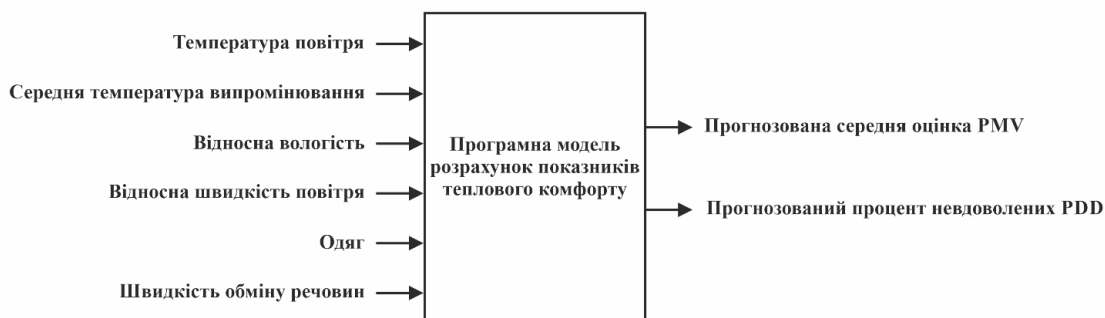 Температура повітря
Середня температура випромінювання
Відносна вологість
Відносна швидкість повітря
Одяг
Швидкість обміну речовин
Програмна модель
розрахунок показників
теплового комфорту
Прогнозована середня оцінка PMV
Прогнозований процент невдоволених PDD